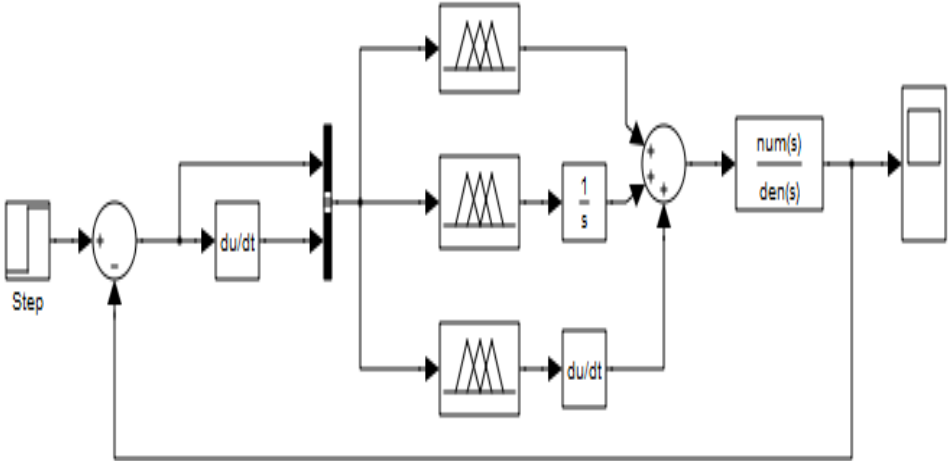 Step
+
−
du/dt
1
s
du/dt
+
+
+
num(s)
den(s)